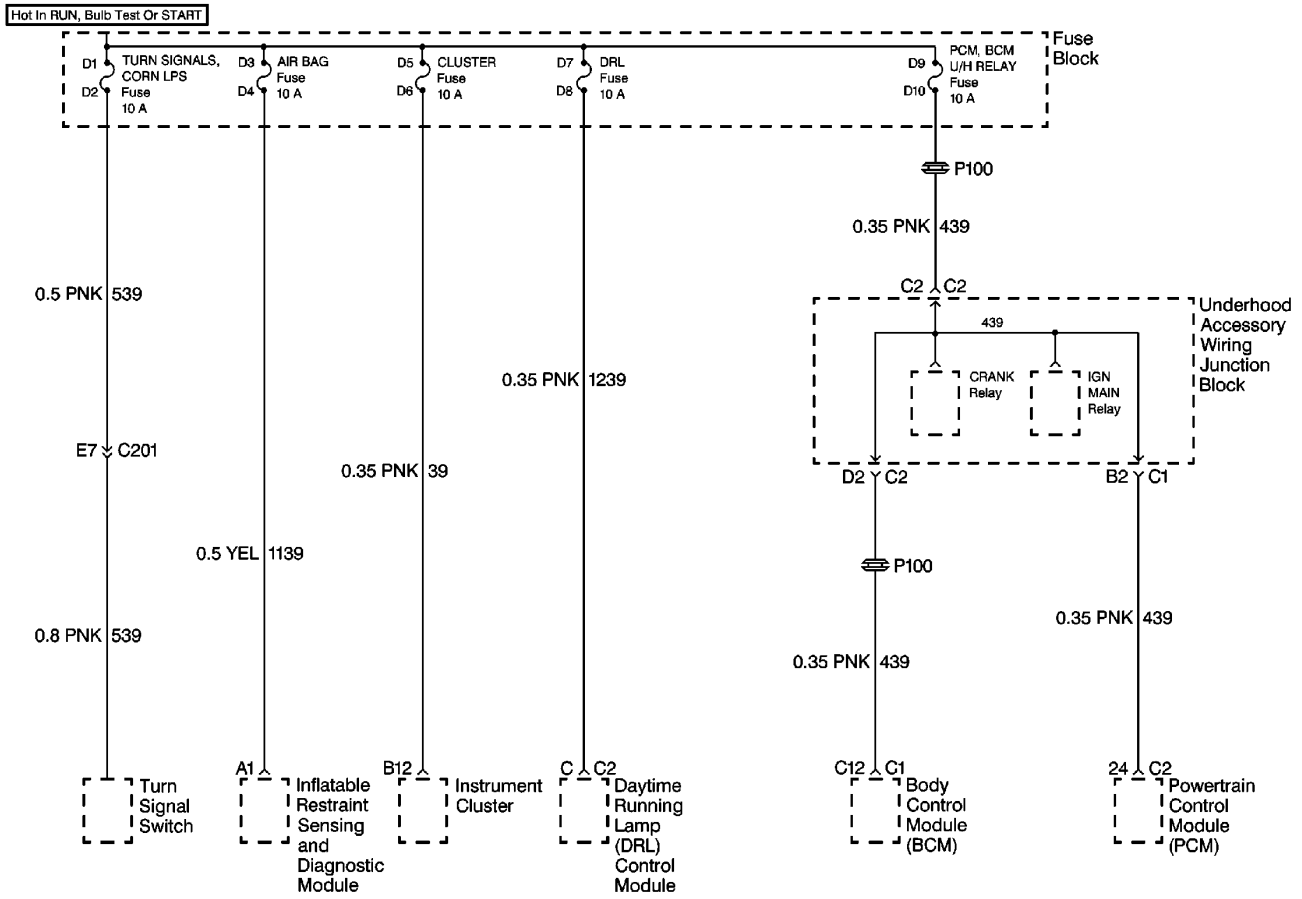 Hot In RUN, Bulb Test Or START
Fuse
Block
D1
D2
TURN SIGNALS,
CORN LPS
Fuse
10 A
D3
D4
AIR BAG
Fuse
10 A
D5
D6
CLUSTER
Fuse
10 A
D7
D8
DRL
Fuse
10 A
D9
D10
PCM, BCM
U/H RELAY
Fuse
10 A
P100
0.35 PNK 439
C2 C2
0.5 PNK 539
Underhood
Accessory
Wiring
Junction
Block
439
CRANK
Relay
IGN
MAIN
Relay
0.35 PNK 1239
E7 C201
0.35 PNK 39
D2 C2
B2 C1
0.5 YEL 1139
P100
0.35 PNK 439
0.8 PNK 539
0.35 PNK 439
A1
B12
C C2
C12 C1
24 C2
Turn
Signal
Switch
Inflatable
Restraint
Sensing
and
Diagnostic
Module
Instrument
Cluster
Daytime
Running
Lamp
(DRL)
Control
Module
Body
Control
Module
(BCM)
Powertrain
Control
Module
(PCM)